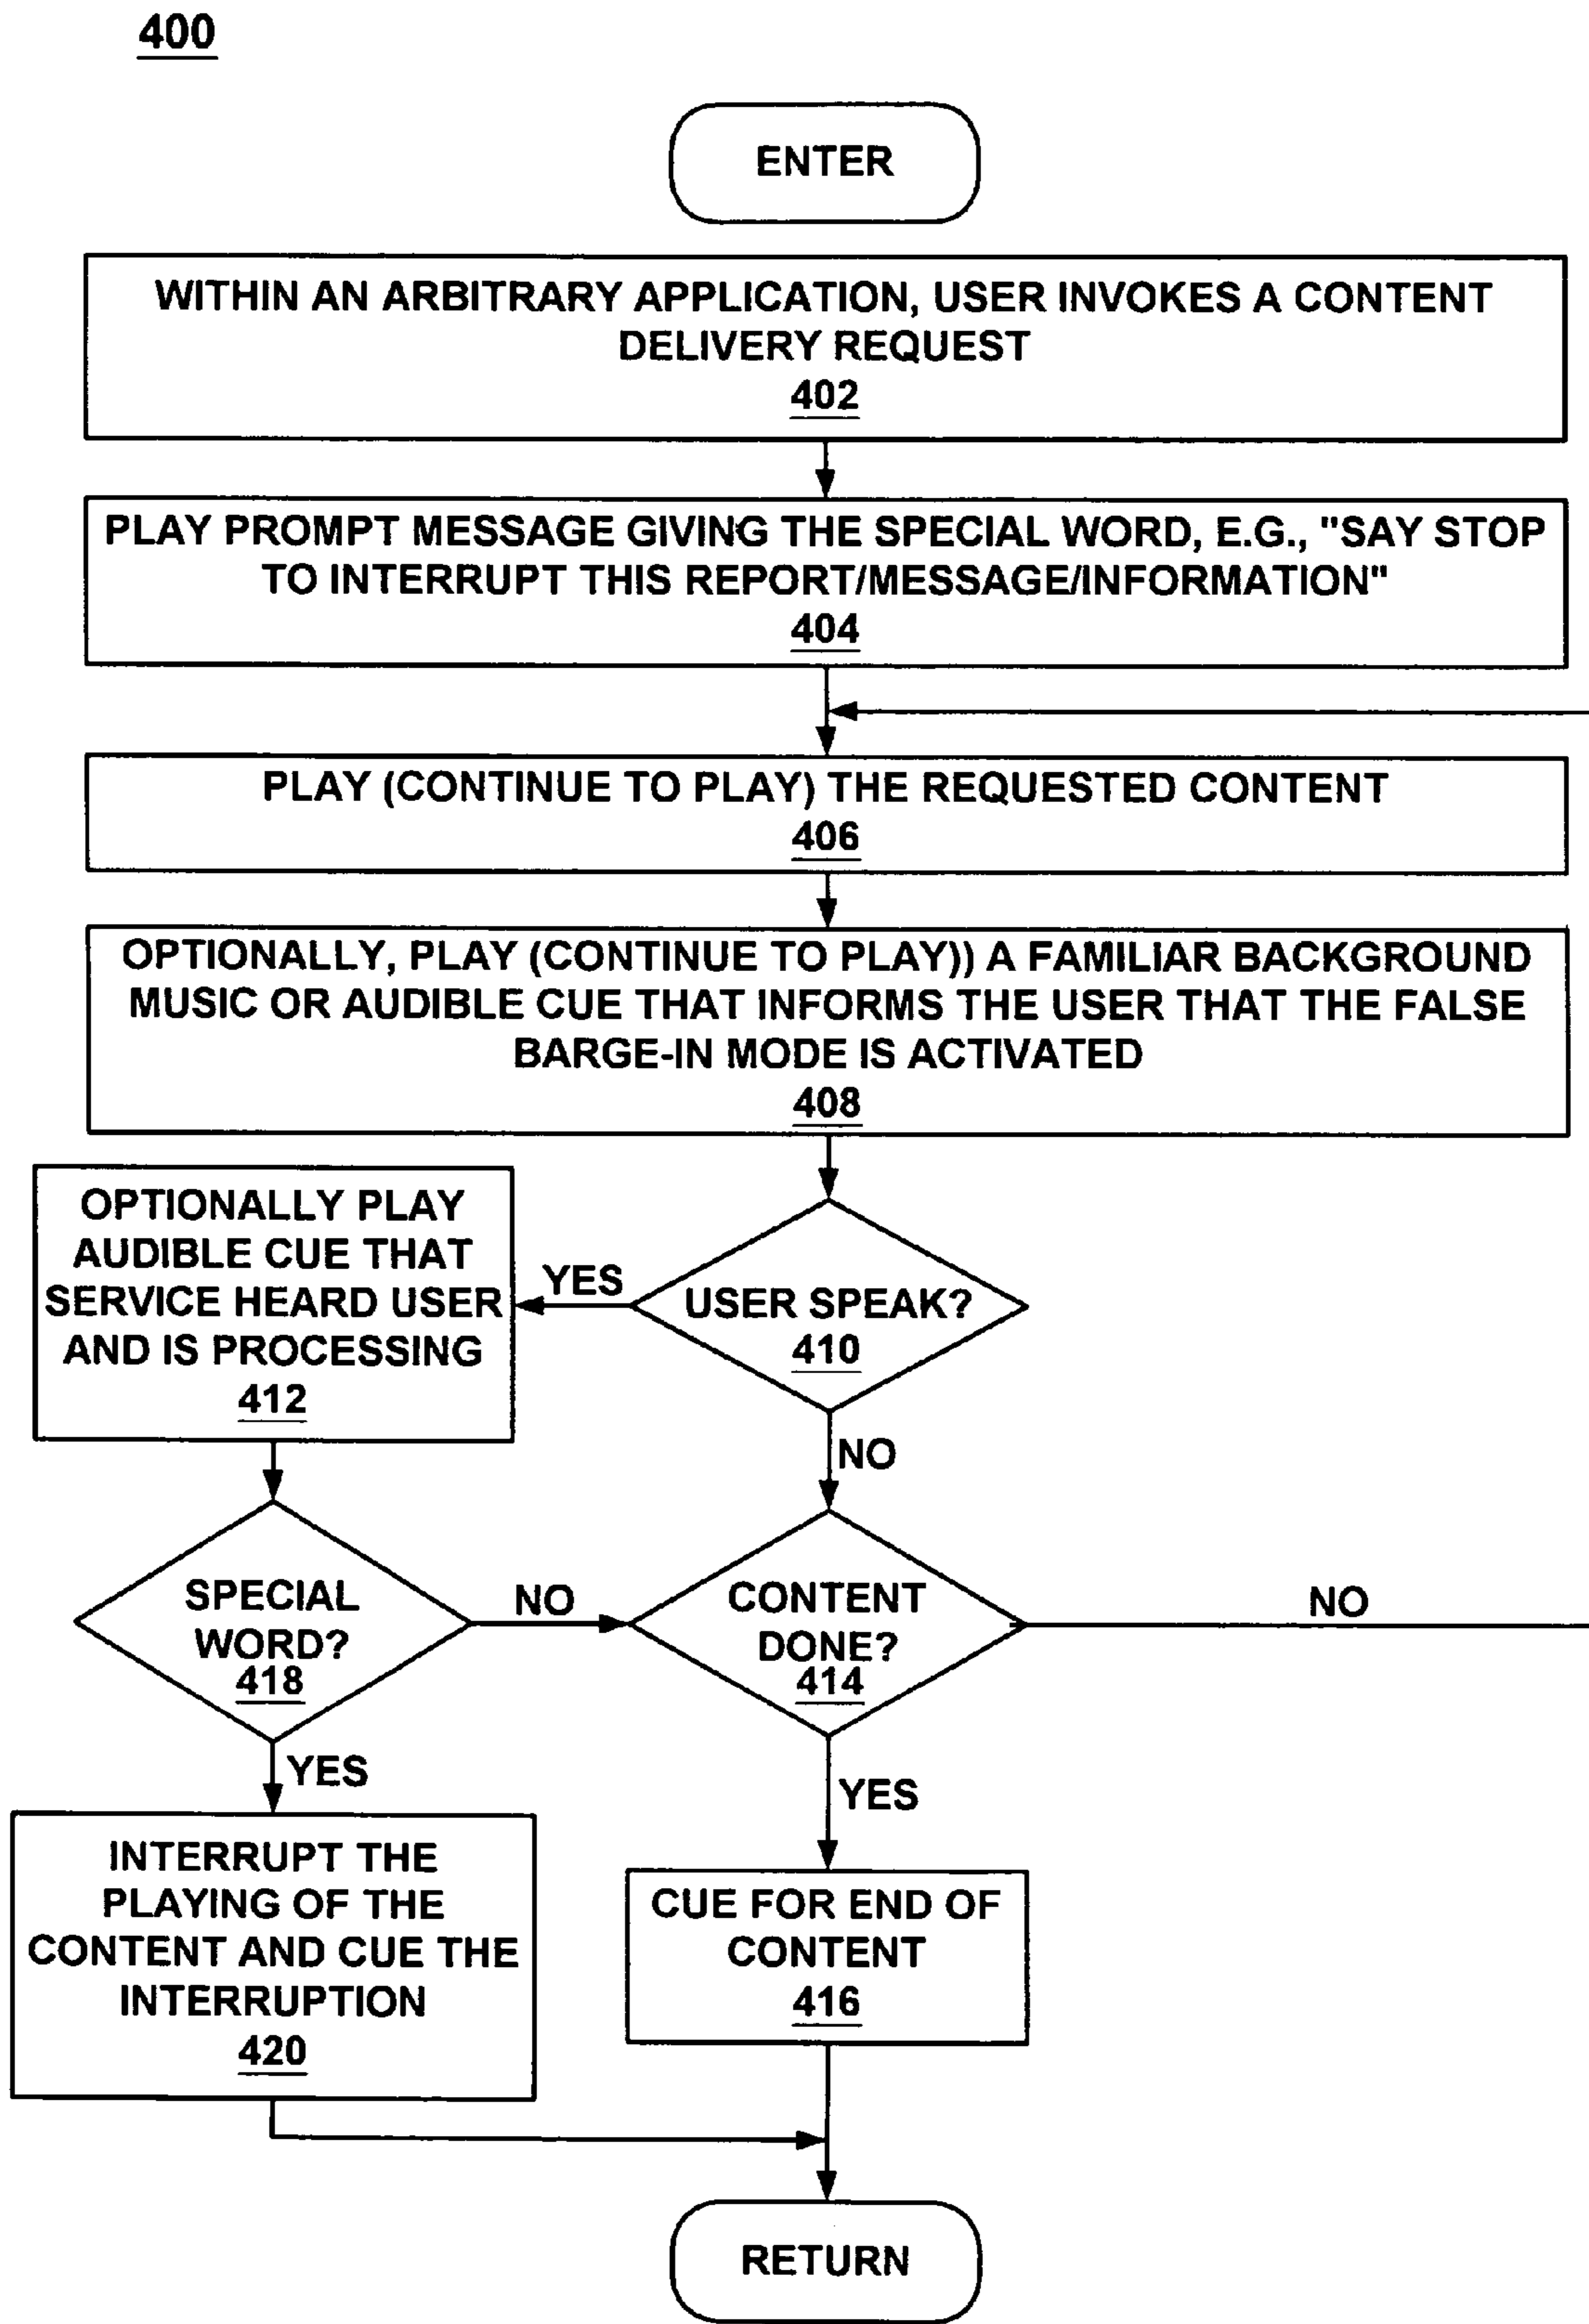 400
ENTER
WITHIN AN ARBITRARY APPLICATION, USER INVOKES A CONTENT
DELIVERY REQUEST
402
PLAY PROMPT MESSAGE GIVING THE SPECIAL WORD, E.G., "SAY STOP
TO INTERRUPT THIS REPORT/MESSAGE/INFORMATION"
404
PLAY (CONTINUE TO PLAY) THE REQUESTED CONTENT
406
OPTIONALLY, PLAY (CONTINUE TO PLAY)) A FAMILIAR BACKGROUND
MUSIC OR AUDIBLE CUE THAT INFORMS THE USER THAT THE FALSE
BARGE-IN MODE IS ACTIVATED
408
USER SPEAK?
410
YES
OPTIONALLY PLAY
AUDIBLE CUE THAT
SERVICE HEARD USER
AND IS PROCESSING
412
NO
SPECIAL
WORD?
418
NO
CONTENT
DONE?
414
NO
YES
INTERRUPT THE
PLAYING OF THE
CONTENT AND CUE THE
INTERRUPTION
420
YES
CUE FOR END OF
CONTENT
416
RETURN